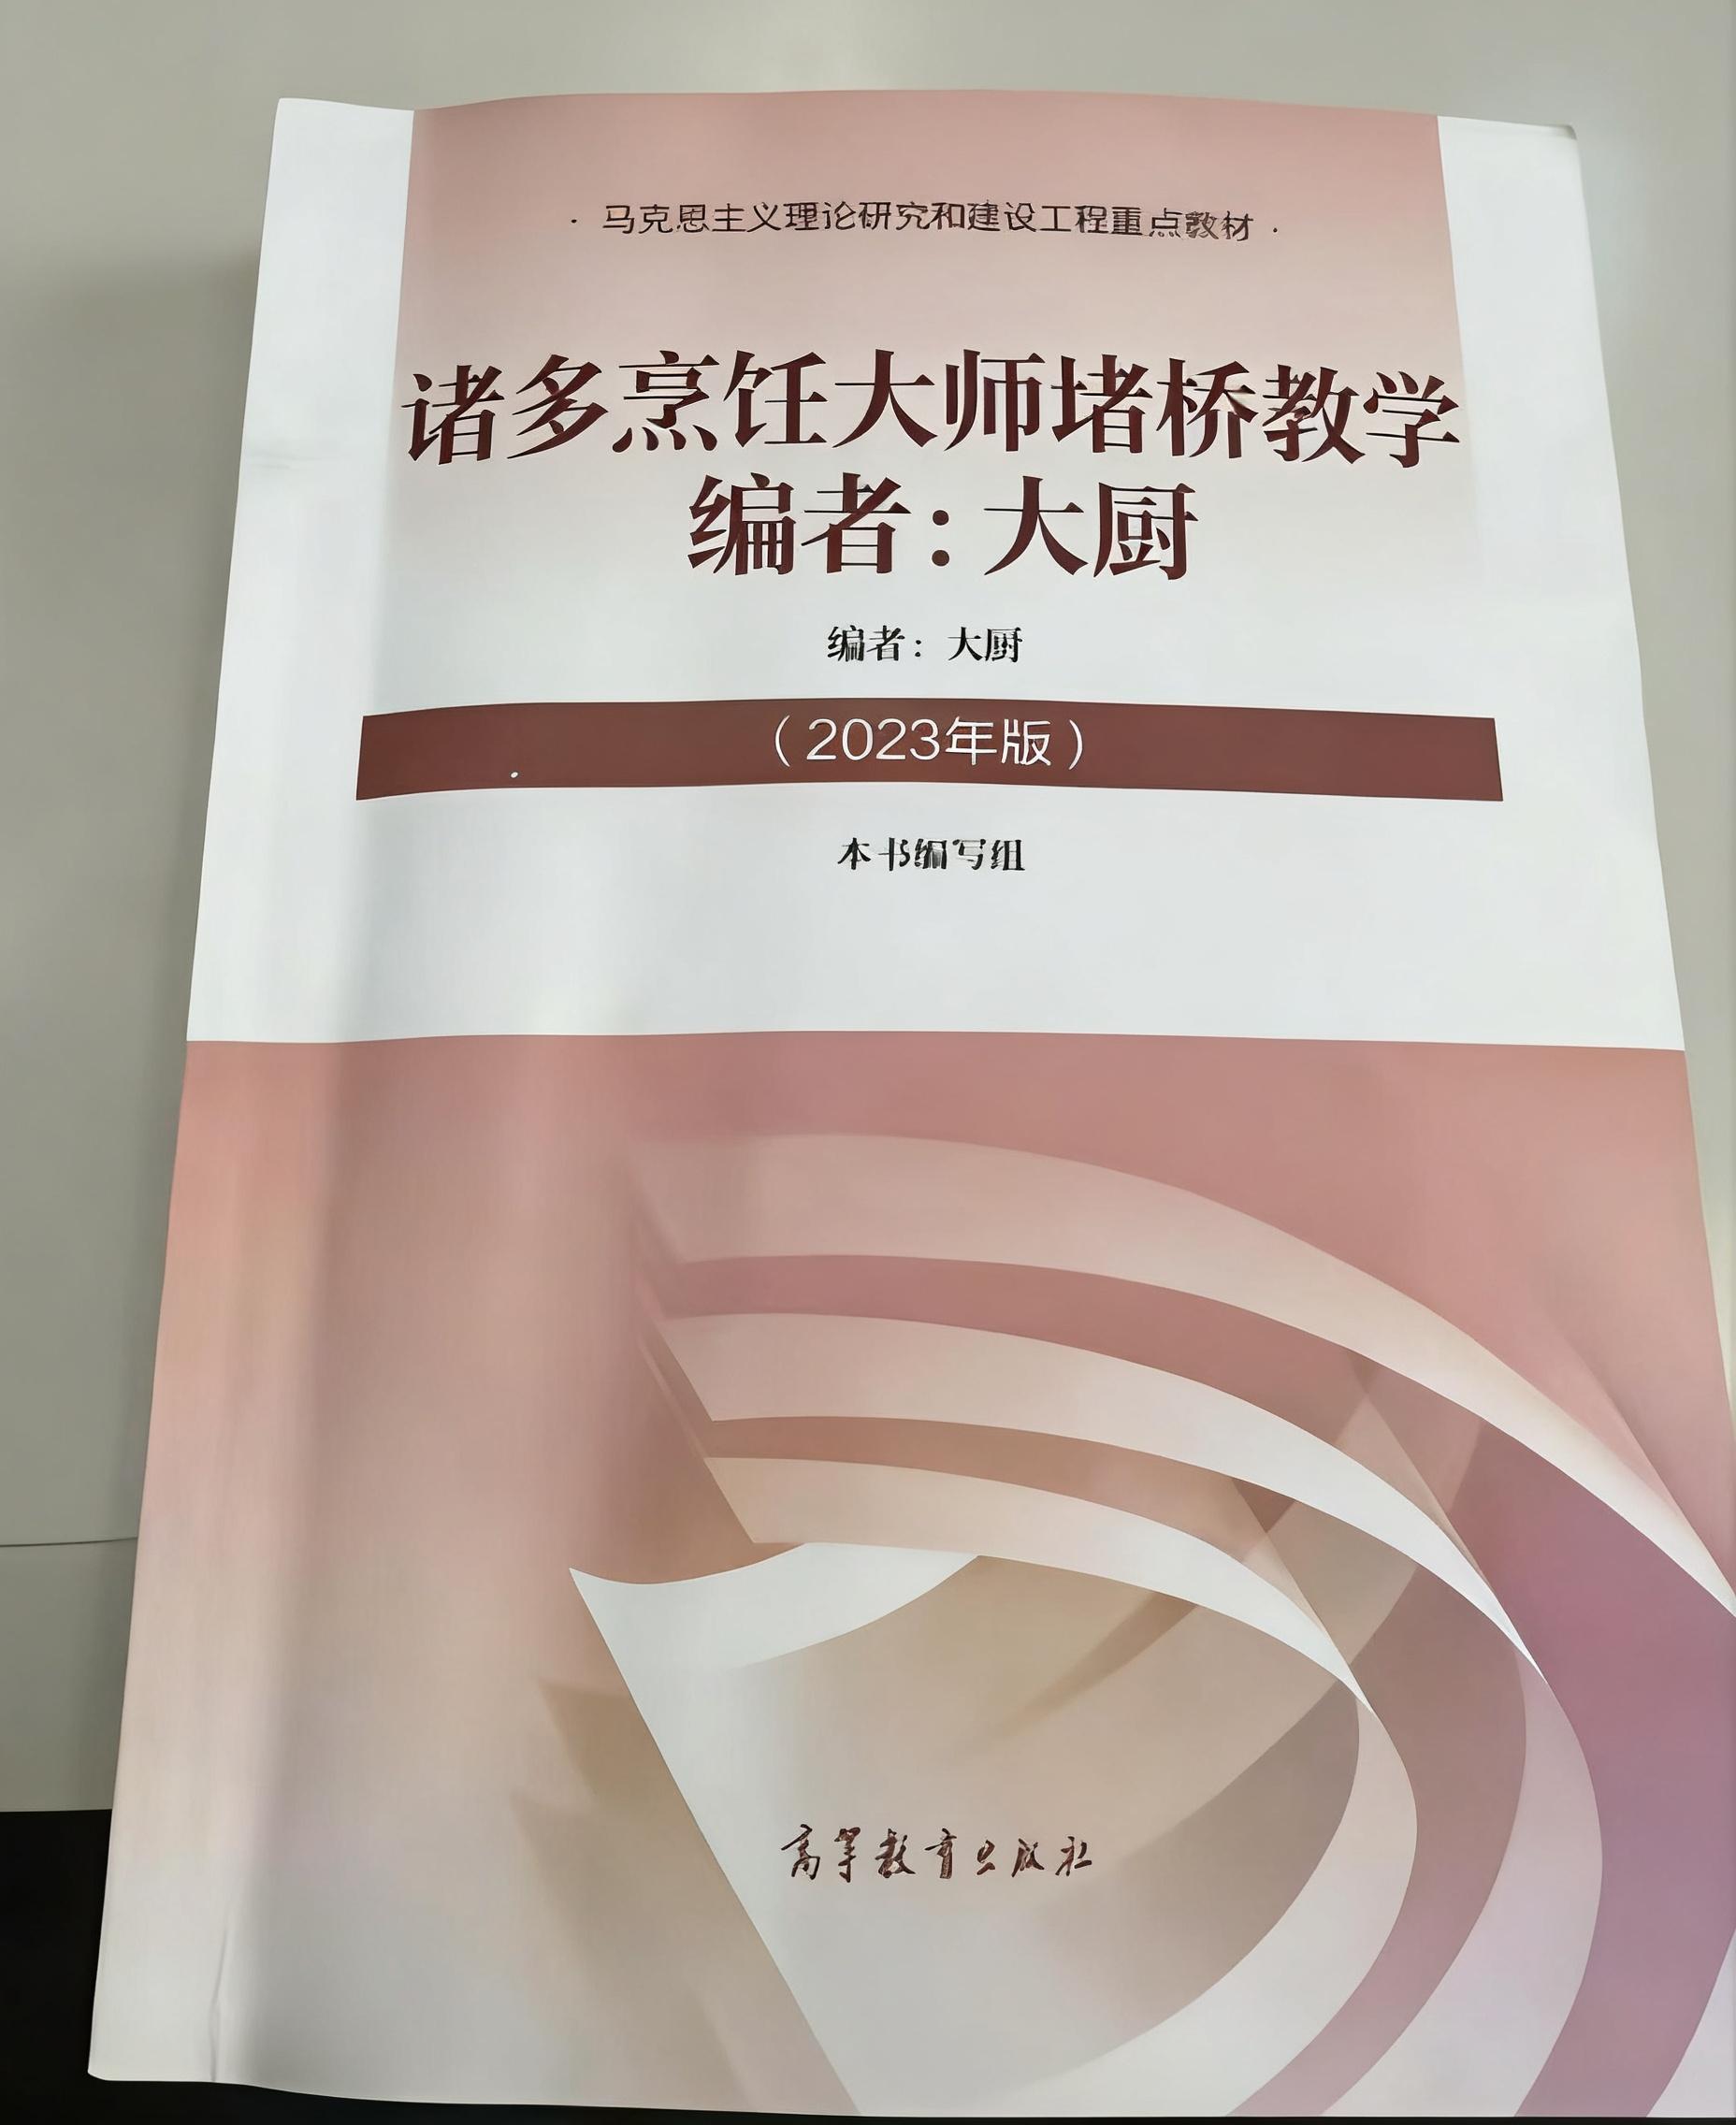 · 马克思主义理论研究和建设工程重点教材 ·
诸多烹饪大师堵桥教学
编者：大厨
编者：大厨
（2023年版）
本书编写组
高等教育出版社